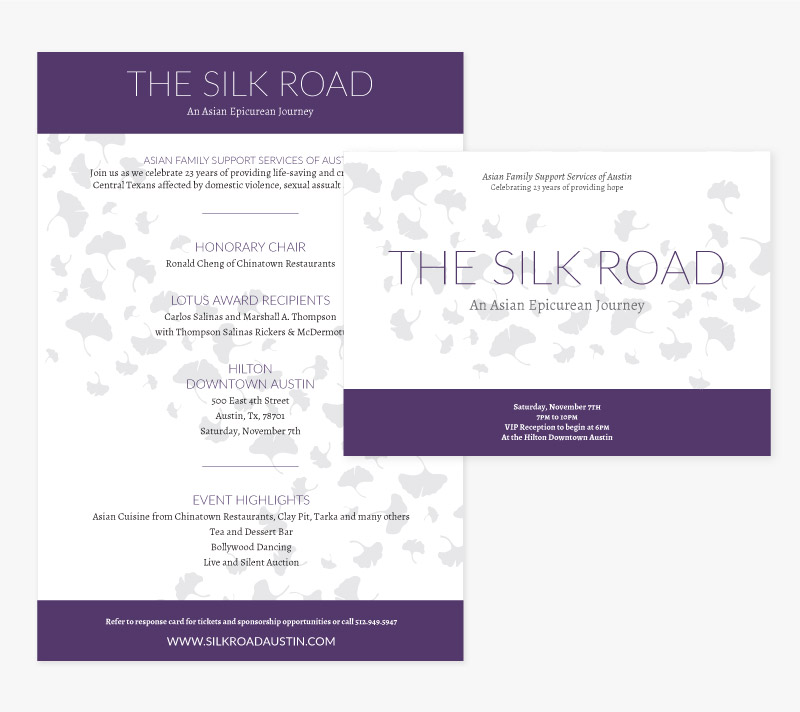 THE SILK ROAD
An Asian Epicurean Journey
ASIAN FAMILY SUPPORT SERVICES OF
Join us as we celebrate 23 years of providing life-saving and
Central Texans affected by domestic violence, sexual assualt
HONORARY CHAIR
Ronald Cheng of Chinatown Restaurants
LOTUS AWARD RECIPIENTS
Carlos Salinas and Marshall A. Thompson
with Thompson Salinas Rickers & McDermott
HILTON
DOWNTOWN AUSTIN
500 East 4th Street
Austin, Tx, 78701
Saturday, November 7th
EVENT HIGHLIGHTS
Asian Cuisine from Chinatown Restaurants, Clay Pit, Tarka and many others
Tea and Dessert Bar
Bollywood Dancing
Live and Silent Auction
Refer to response card for tickets and sponsorship opportunities or call 512.949.5947
WWW.SILKROADAUSTIN.COM
Asian Family Support Services of Austin
Celebrating 23 years of providing hope
THE SILK ROAD
An Asian Epicurean Journey
Saturday, November 7TH
7PM to 10PM
VIP Reception to begin at 6PM
At the Hilton Downtown Austin